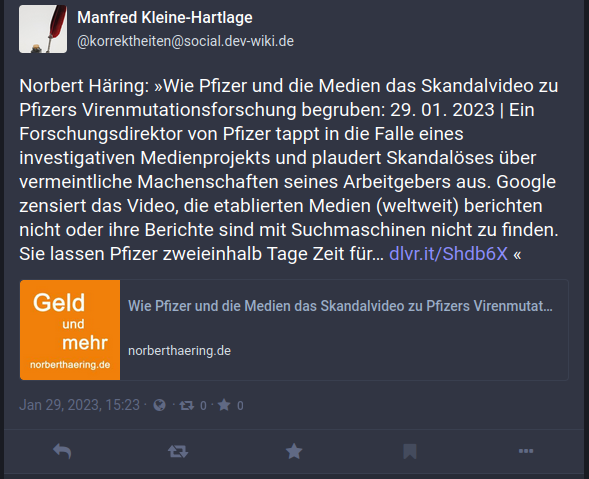 Manfred Kleine-Hartlage
@korrektheiten@social.dev-wiki.de
Norbert Häring: »Wie Pfizer und die Medien das Skandalvideo zu
Pfizers Virenmutationsforschung begruben: 29. 01. 2023 | Ein
Forschungsdirektor von Pfizer tappt in die Falle eines
investigativen Medienprojekts und plaudert Skandalöses über
vermeintliche Machenschaften seines Arbeitgebers aus. Google
zensiert das Video, die etablierten Medien (weltweit) berichten
nicht oder ihre Berichte sind mit Suchmaschinen nicht zu finden.
Sie lassen Pfizer zweieinhalb Tage Zeit für… dlvr.it/Shdb6X «
Geld
und
mehr
norberthaering.de
Wie Pfizer und die Medien das Skandalvideo zu Pfizers Virenmutat…
norberthaering.de
Jan 29, 2023, 15:23 · · 0 · 0